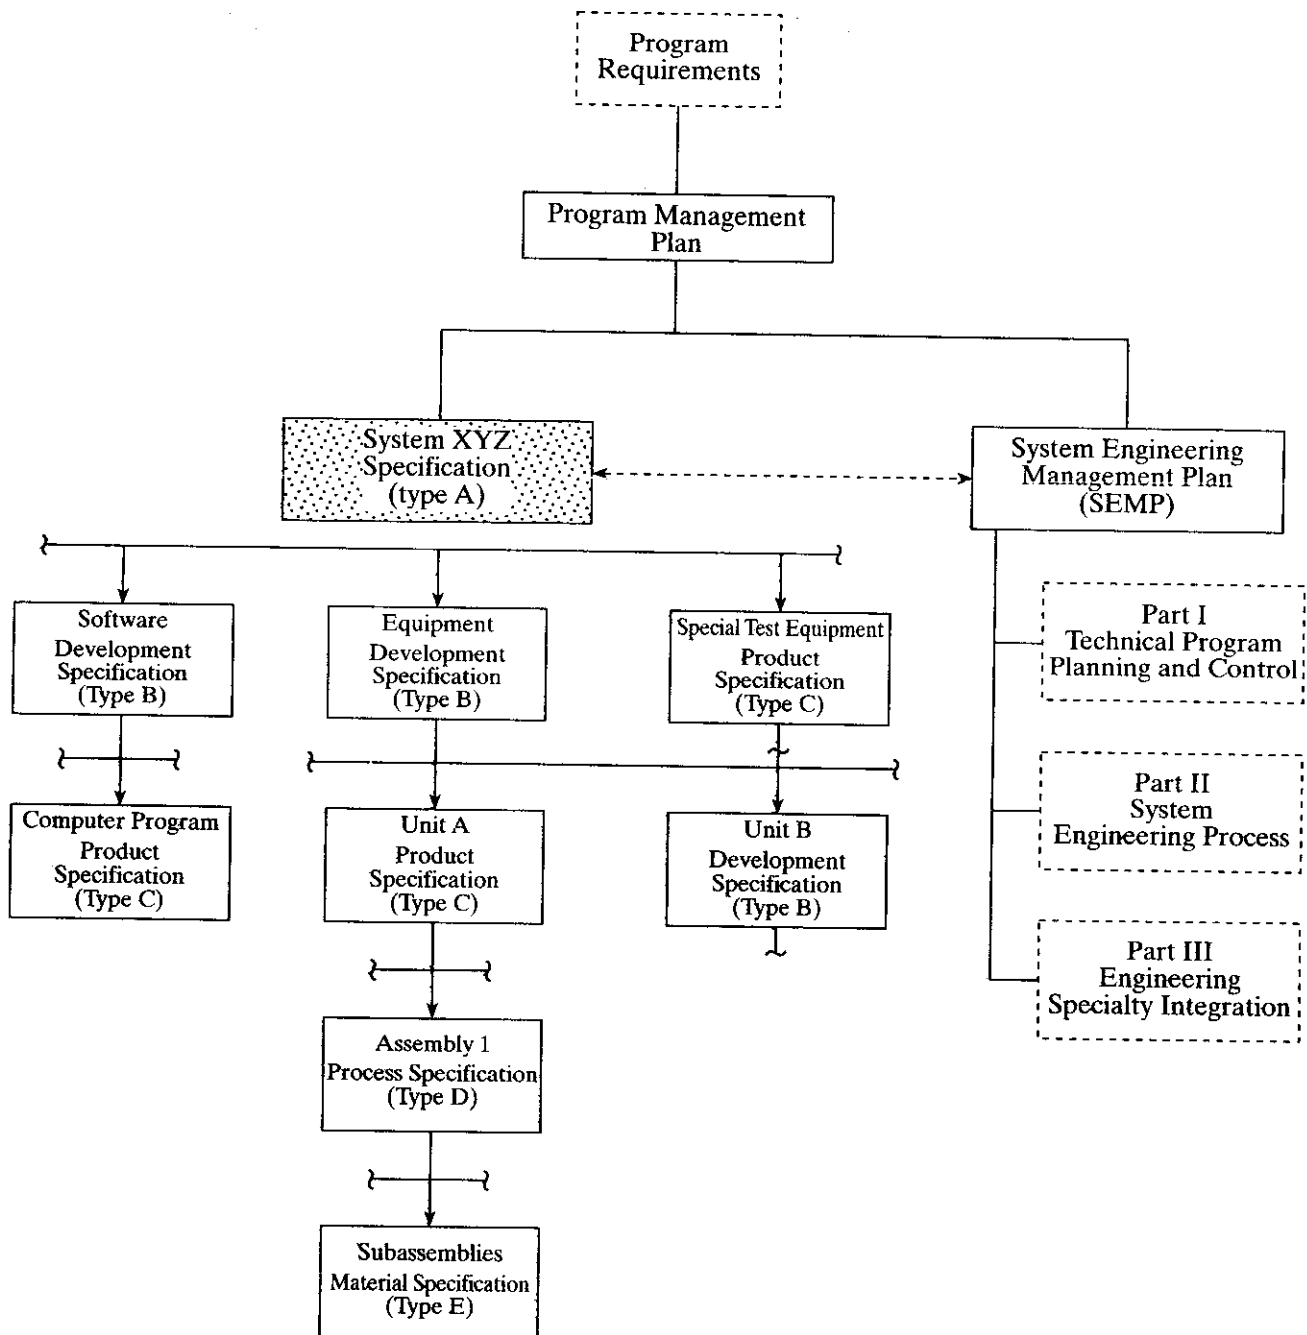 Program
Requirements
Program Management
Plan
System XYZ
Specification
(type A)
System Engineering
Management Plan
(SEMP)
Software
Development
Specification
(Type B)
Equipment
Development
Specification
(Type B)
Special Test Equipment
Product
Specification
(Type C)
Part I
Technical Program
Planning and Control
Computer Program
Product
Specification
(Type C)
Unit A
Product
Specification
(Type C)
Unit B
Development
Specification
(Type B)
Part II
System
Engineering Process
Part III
Engineering
Specialty Integration
Assembly 1
Process Specification
(Type D)
Subassemblies
Material Specification
(Type E)